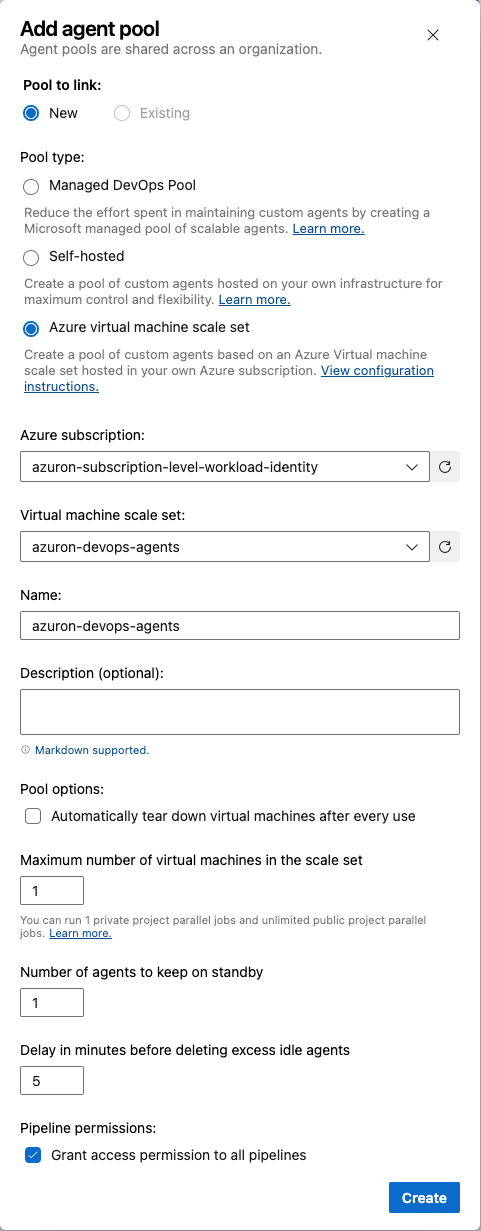 Add agent pool
Agent pools are shared across an organization.
Pool to link:
New Existing
Pool type:
Managed DevOps Pool
Reduce the effort spent in maintaining custom agents by creating a
Microsoft managed pool of scalable agents. Learn more.
Self-hosted
Create a pool of custom agents hosted on your own infrastructure for
maximum control and flexibility. Learn more.
Azure virtual machine scale set
Create a pool of custom agents based on an Azure Virtual machine
scale set hosted in your own Azure subscription. View configuration
instructions.
Azure subscription:
azuron-subscription-level-workload-identity
Virtual machine scale set:
azuron-devops-agents
Name:
azuron-devops-agents
Description (optional):
Markdown supported.
Pool options:
Automatically tear down virtual machines after every use
Maximum number of virtual machines in the scale set
1
You can run 1 private project parallel jobs and unlimited public project parallel
jobs. Learn more.
Number of agents to keep on standby
1
Delay in minutes before deleting excess idle agents
5
Pipeline permissions:
Grant access permission to all pipelines
Create